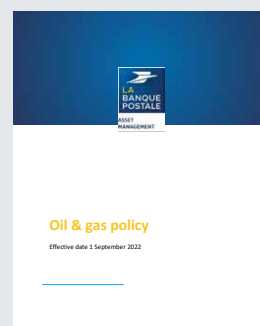 LA
BANQUE
POSTALE
ASSET
MANAGEMENT
Oil & gas policy
Effective date 1 September 2022